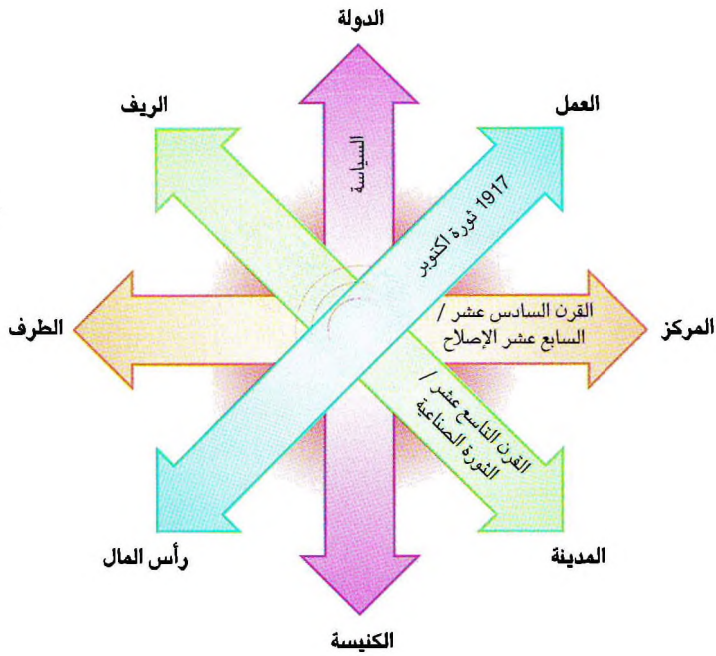 الدولة
العمل
الريف
السياسة
1917 ثورة اكتوبر
المركز
القرن السادس عشر /
السابع عشر الإصلاح
الطرف
القرن التاسع عشر /
الثورة الصناعية
المدينة
رأس المال
الكنيسة